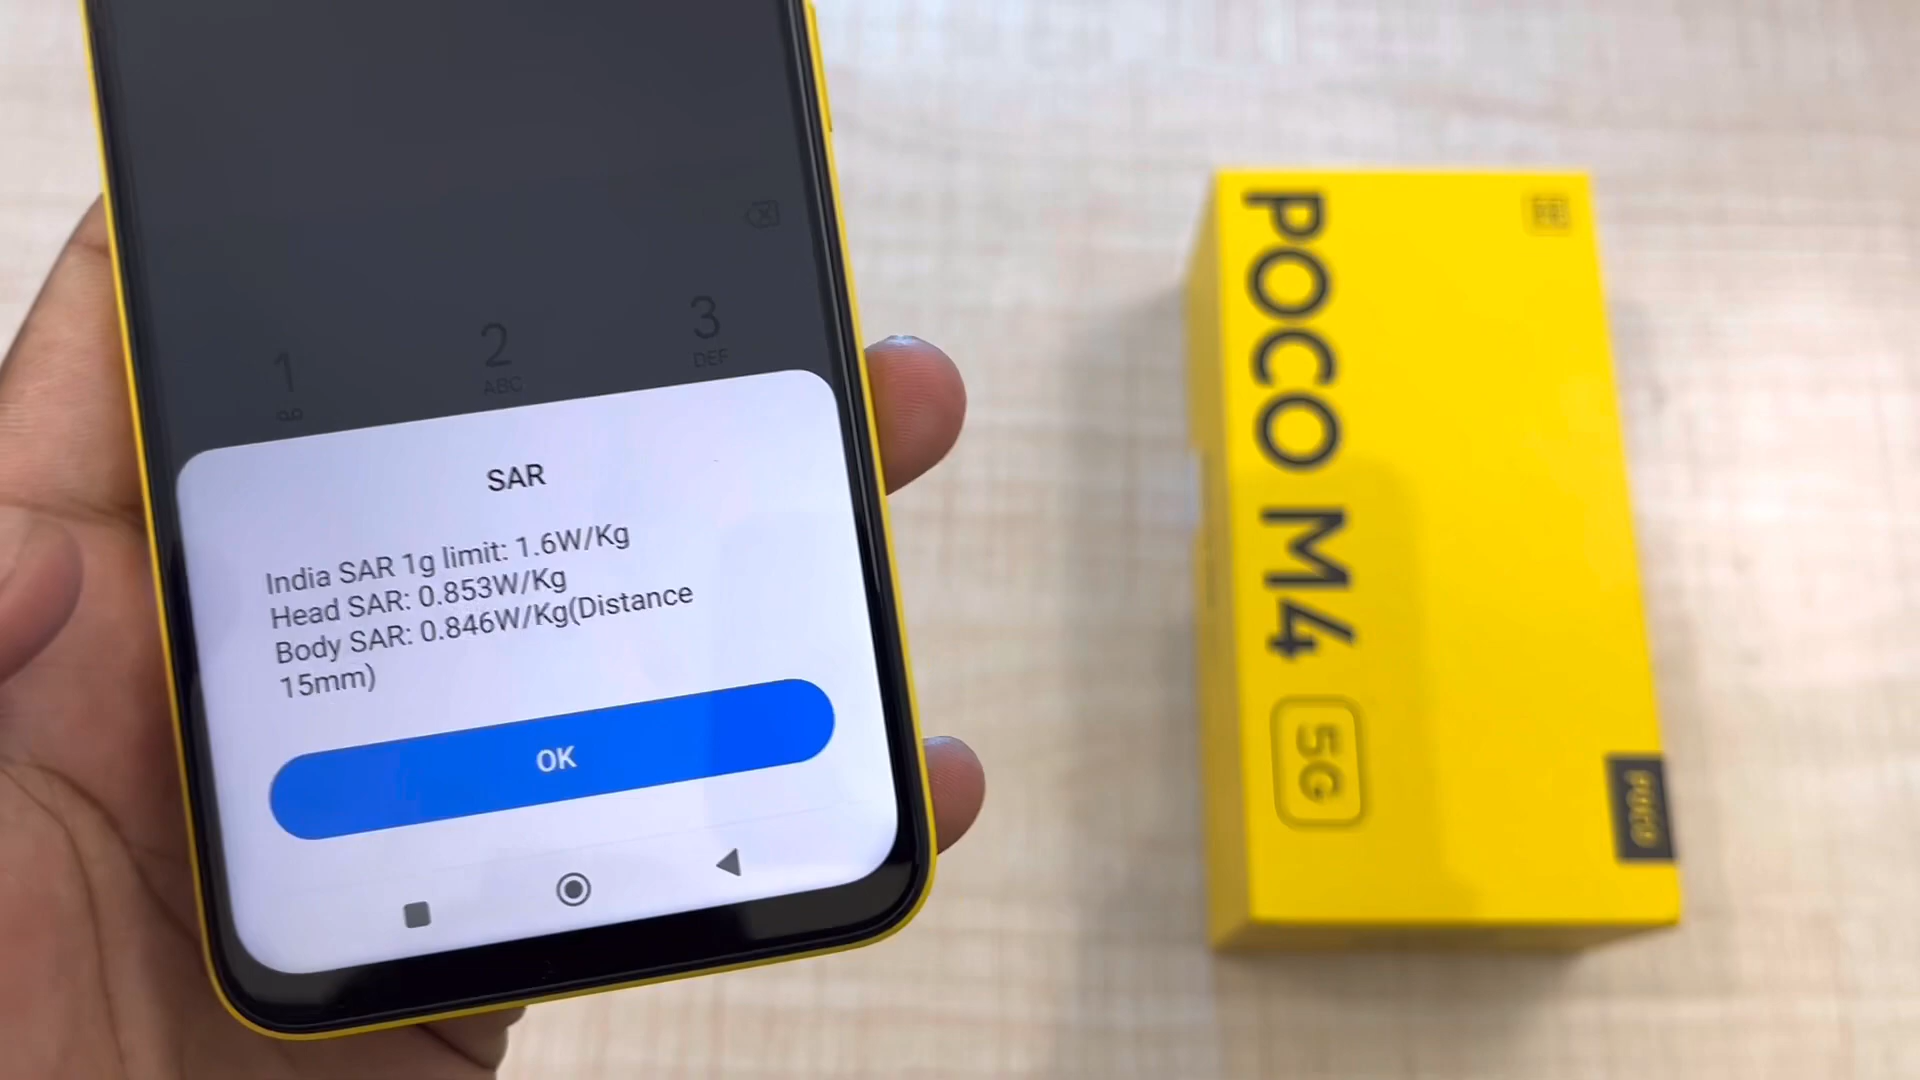 1
2
ABC
3
DEF
SAR
India SAR 1g limit: 1.6W/Kg
Head SAR: 0.853W/Kg
Body SAR: 0.846W/Kg(Distance
15mm)
OK
POCO M4
5G
POCO